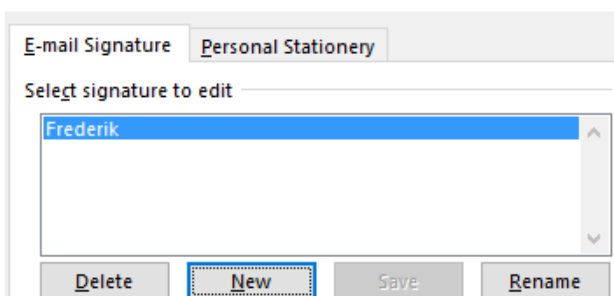 E-mail Signature Personal Stationery
Select signature to edit
Frederik
Delete New Save Rename